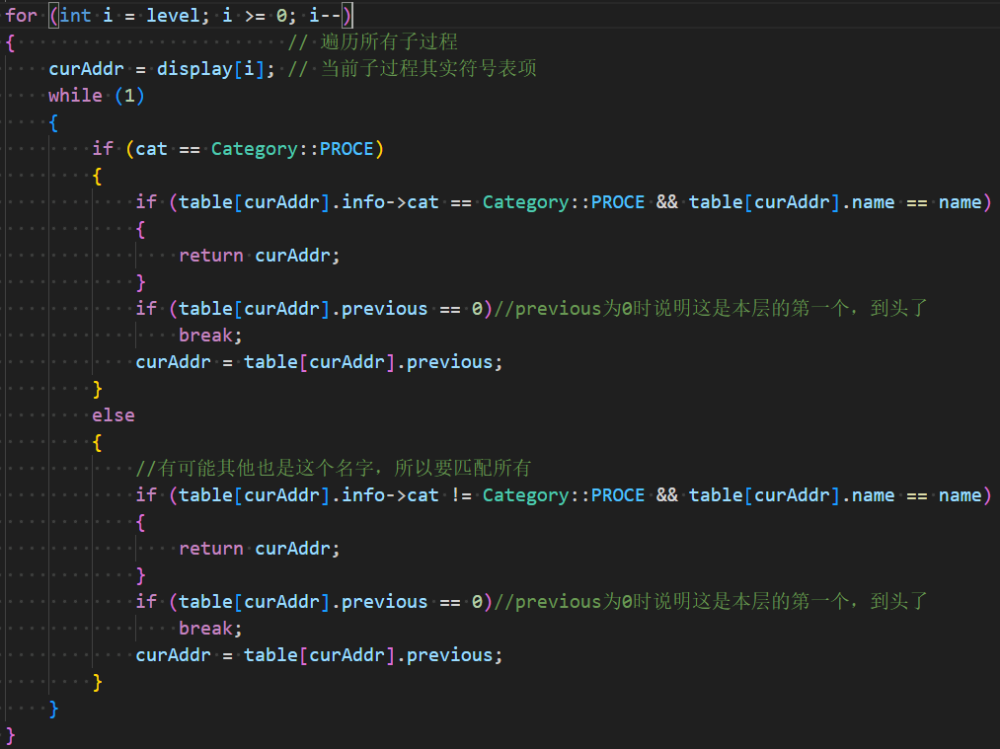 for (int i = level; i >= 0; i--)
{                         // 遍历所有子过程
    curAddr = display[i]; // 当前子过程其实符号表项
    while (1)
    {
        if (cat == Category::PROCE)
        {
            if (table[curAddr].info->cat == Category::PROCE && table[curAddr].name == name)
            {
                return curAddr;
            }
            if (table[curAddr].previous == 0)//previous为0时说明这是本层的第一个，到头了
                break;
            curAddr = table[curAddr].previous;
        }
        else
        {
            //有可能其他也是这个名字，所以要匹配所有
            if (table[curAddr].info->cat != Category::PROCE && table[curAddr].name == name)
            {
                return curAddr;
            }
            if (table[curAddr].previous == 0)//previous为0时说明这是本层的第一个，到头了
                break;
            curAddr = table[curAddr].previous;
        }
    }
}